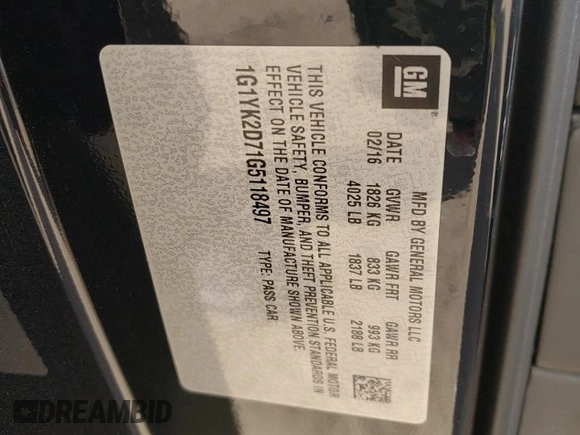 GM
MFD BY GENERAL MOTORS LLC
DATE GVWR GAWR FRT GAWR RR
02/16 1826 KG 833 KG 993 KG
4025 LB 1837 LB 2188 LB
THIS VEHICLE CONFORMS TO ALL APPLICABLE U.S. FEDERAL MOTOR
VEHICLE SAFETY, BUMPER, AND THEFT PREVENTION STANDARDS IN
EFFECT ON THE DATE OF MANUFACTURE SHOWN ABOVE.
1G1YK2D71G5118497 TYPE: PASS CAR
DREAMBID